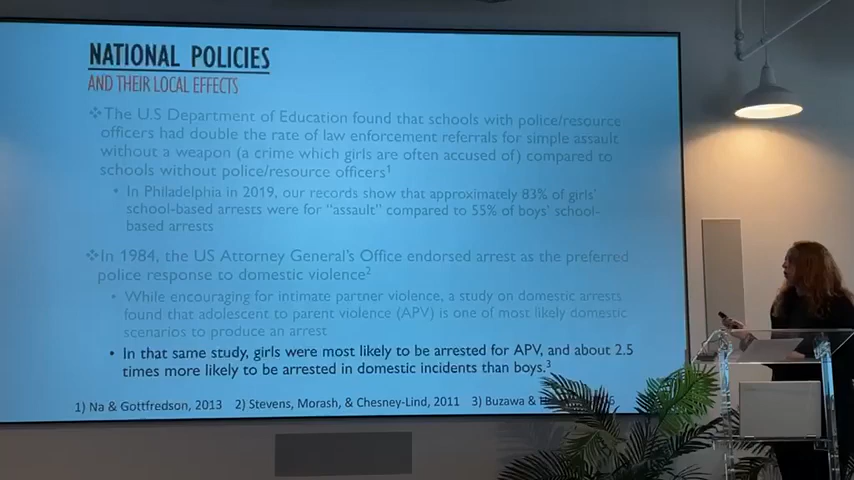 NATIONAL POLICIES
AND THEIR LOCAL EFFECTS
❖The U.S Department of Education found that schools with police/resource
officers had double the rate of law enforcement referrals for simple assault
without a weapon (a crime which girls are often accused of) compared to
schools without police/resource officers1
• In Philadelphia in 2019, our records show that approximately 83% of girls'
school-based arrests were for "assault" compared to 55% of boys' school-
based arrests
❖In 1984, the US Attorney General's Office endorsed arrest as the preferred
police response to domestic violence2
• While encouraging for intimate partner violence, a study on domestic arrests
found that adolescent to parent violence (APV) is one of most likely domestic
scenarios to produce an arrest
• In that same study, girls were most likely to be arrested for APV, and about 2.5
times more likely to be arrested in domestic incidents than boys.3
1) Na & Gottfredson, 2013 2) Stevens, Morash, & Chesney-Lind, 2011 3) Buzawa &